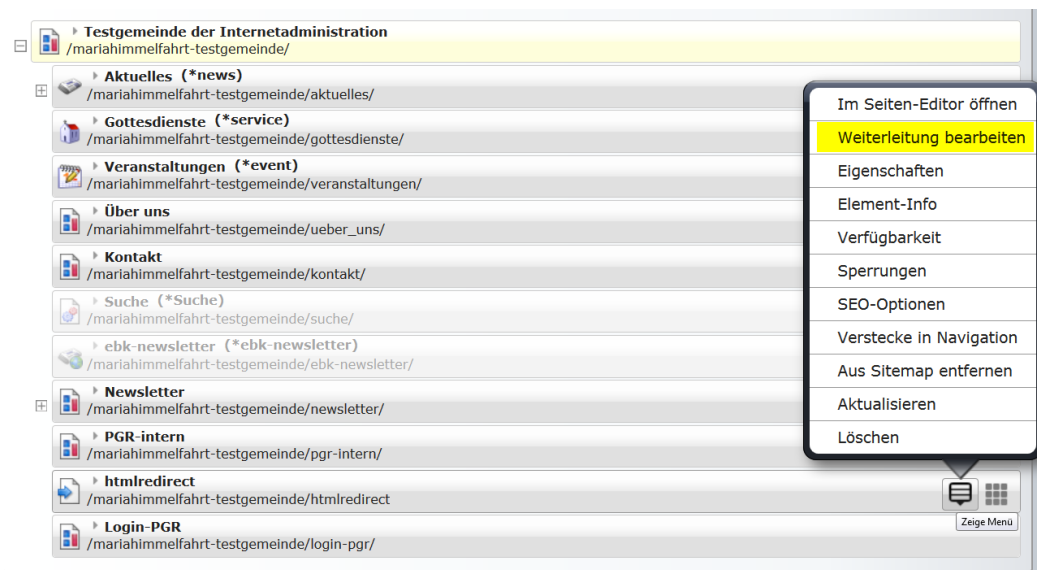 Testgemeinde der Internetadministration
/mariahimmelfahrt-testgemeinde/
Aktuelles (*news)
/mariahimmelfahrt-testgemeinde/aktuelles/
Gottesdienste (*service)
/mariahimmelfahrt-testgemeinde/gottesdienste/
Veranstaltungen (*event)
/mariahimmelfahrt-testgemeinde/veranstaltungen/
Über uns
/mariahimmelfahrt-testgemeinde/ueber_uns/
Kontakt
/mariahimmelfahrt-testgemeinde/kontakt/
Suche (*Suche)
/mariahimmelfahrt-testgemeinde/suche/
ebk-newsletter (*ebk-newsletter)
/mariahimmelfahrt-testgemeinde/ebk-newsletter/
Newsletter
/mariahimmelfahrt-testgemeinde/newsletter/
PGR-intern
/mariahimmelfahrt-testgemeinde/pgr-intern/
htmlredirect
/mariahimmelfahrt-testgemeinde/htmlredirect
Login-PGR
/mariahimmelfahrt-testgemeinde/login-pgr/
Im Seiten-Editor öffnen
Weiterleitung bearbeiten
Eigenschaften
Element-Info
Verfügbarkeit
Sperrungen
SEO-Optionen
Verstecke in Navigation
Aus Sitemap entfernen
Aktualisieren
Löschen
Zeige Menü